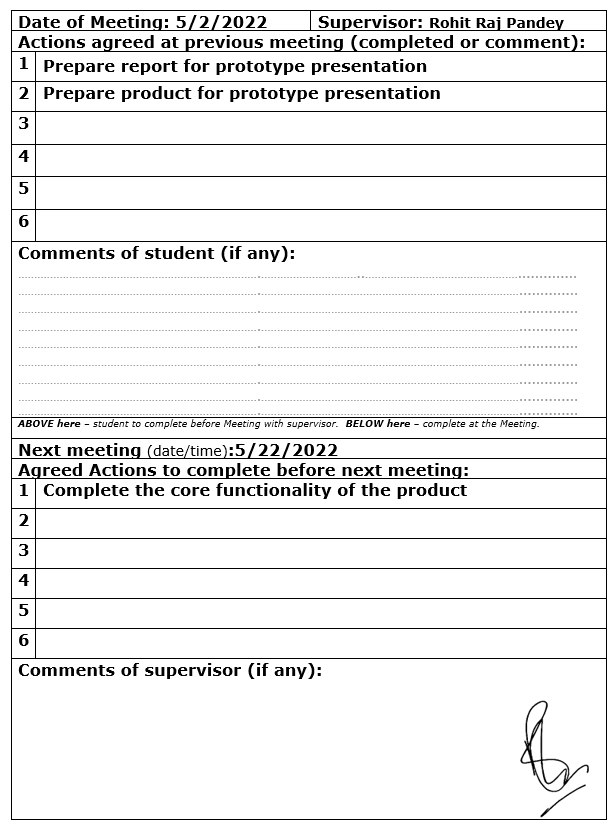 Date of Meeting: 5/2/2022 Supervisor: Rohit Raj Pandey
Actions agreed at previous meeting (completed or comment):
1 Prepare report for prototype presentation
2 Prepare product for prototype presentation
3
4
5
6
Comments of student (if any):
ABOVE here – student to complete before Meeting with supervisor. BELOW here – complete at the Meeting.
Next meeting (date/time):5/22/2022
Agreed Actions to complete before next meeting:
1 Complete the core functionality of the product
2
3
4
5
6
Comments of supervisor (if any):